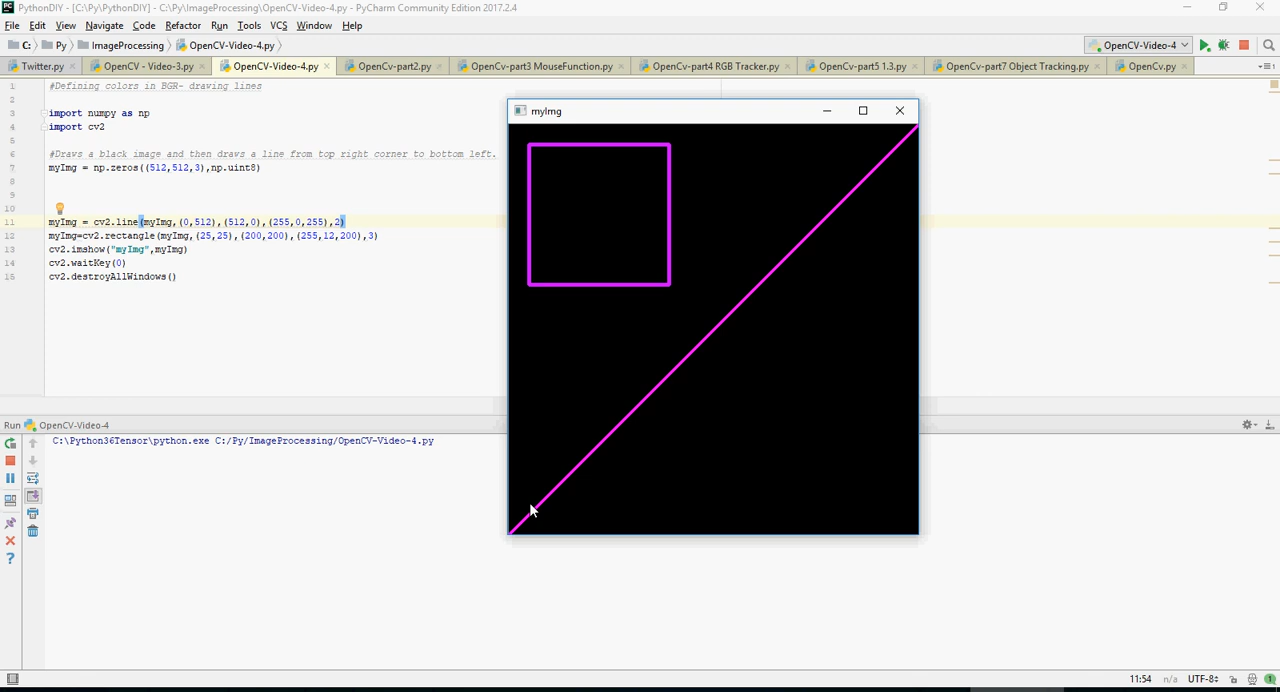 PythonDIY - [C:\Py\PythonDIY] - C:\Py\ImageProcessing\OpenCV-Video-4.py - PyCharm Community Edition 2017.2.4
File Edit View Navigate Code Refactor Run Tools VCS Window Help
C: Py ImageProcessing OpenCV-Video-4.py OpenCV-Video-4
Twitter.py OpenCV - Video-3.py OpenCV-Video-4.py OpenCv-part2.py OpenCv-part3 MouseFunction.py OpenCv-part4 RGB Tracker.py OpenCv-part5 1.3.py OpenCv-part7 Object Tracking.py OpenCv.py
1 #Defining colors in BGR- draving lines
2
3 import numpy as np
4 import cv2
5
6 #Draws a black image and then draws a line from top right corner to bottom left.
7 myImg = np.zeros((512,512,3),np.uint8)
8
9
10
11 myImg = cv2.line(myImg,(0,512),(512,0),(255,0,255),2)
12 myImg=cv2.rectangle(myImg,(25,25),(200,200),(255,12,200),3)
13 cv2.imshow("myImg",myImg)
14 cv2.waitKey(0)
15 cv2.destroyAllWindows()
myImg
Run OpenCV-Video-4
C:\Python36Tensor\python.exe C:/Py/ImageProcessing/OpenCV-Video-4.py
11:54 n/a UTF-8 1